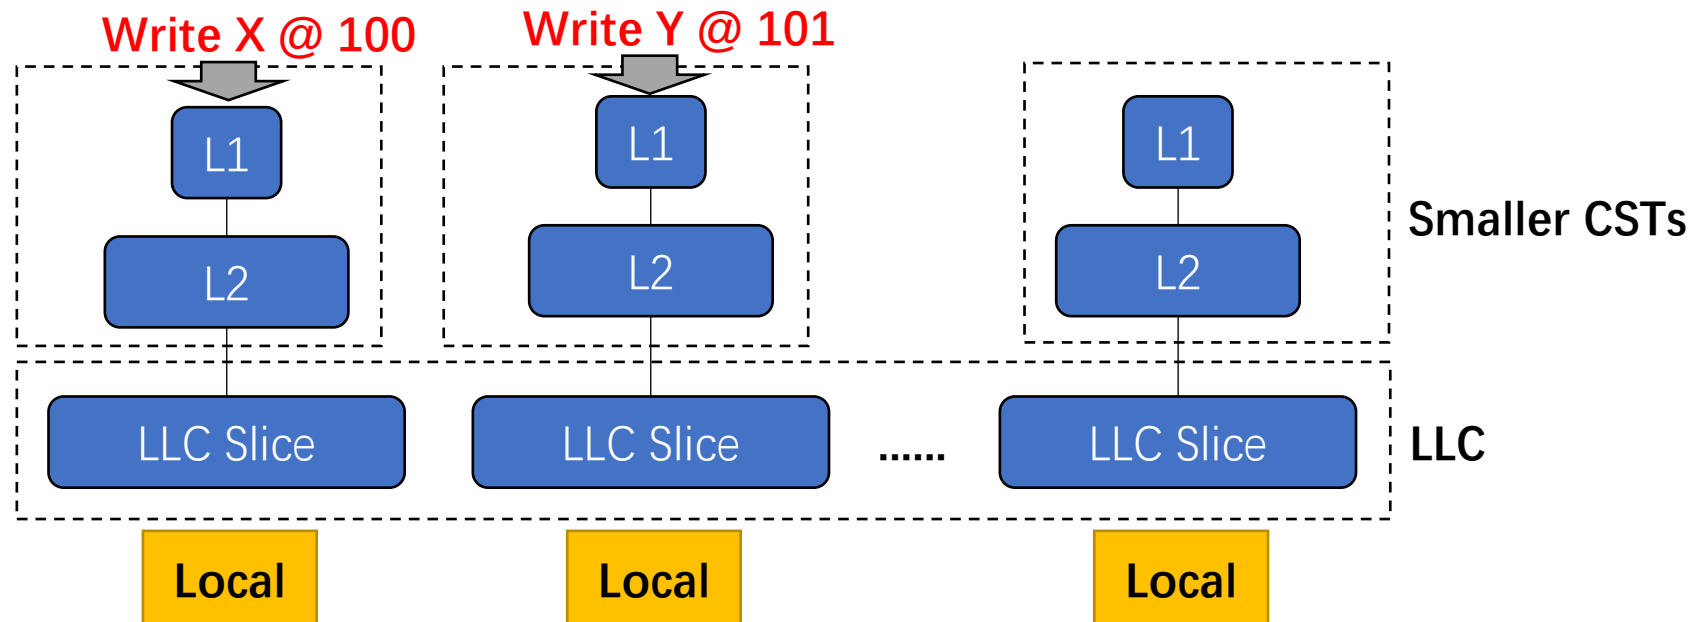 Write X @ 100
Write Y @ 101
L1
L1
L1
L2
L2
L2
Smaller CSTs
LLC Slice
LLC Slice
......
LLC Slice
LLC
Local
Local
Local